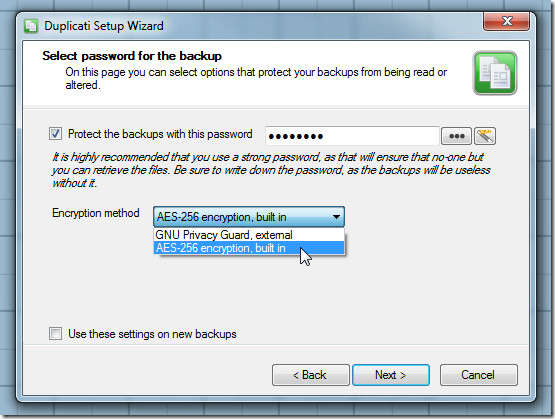 Duplicati Setup Wizard
Select password for the backup
On this page you can select options that protect your backups from being read or
altered.
Protect the backups with this password
It is highly recommended that you use a strong password, as that will ensure that no-one but
you can retrieve the files. Be sure to write down the password, as the backups will be useless
without it.
Encryption method
AES-256 encryption, built in
GNU Privacy Guard, external
AES-256 encryption, built in
Use these settings on new backups
< Back
Next >
Cancel